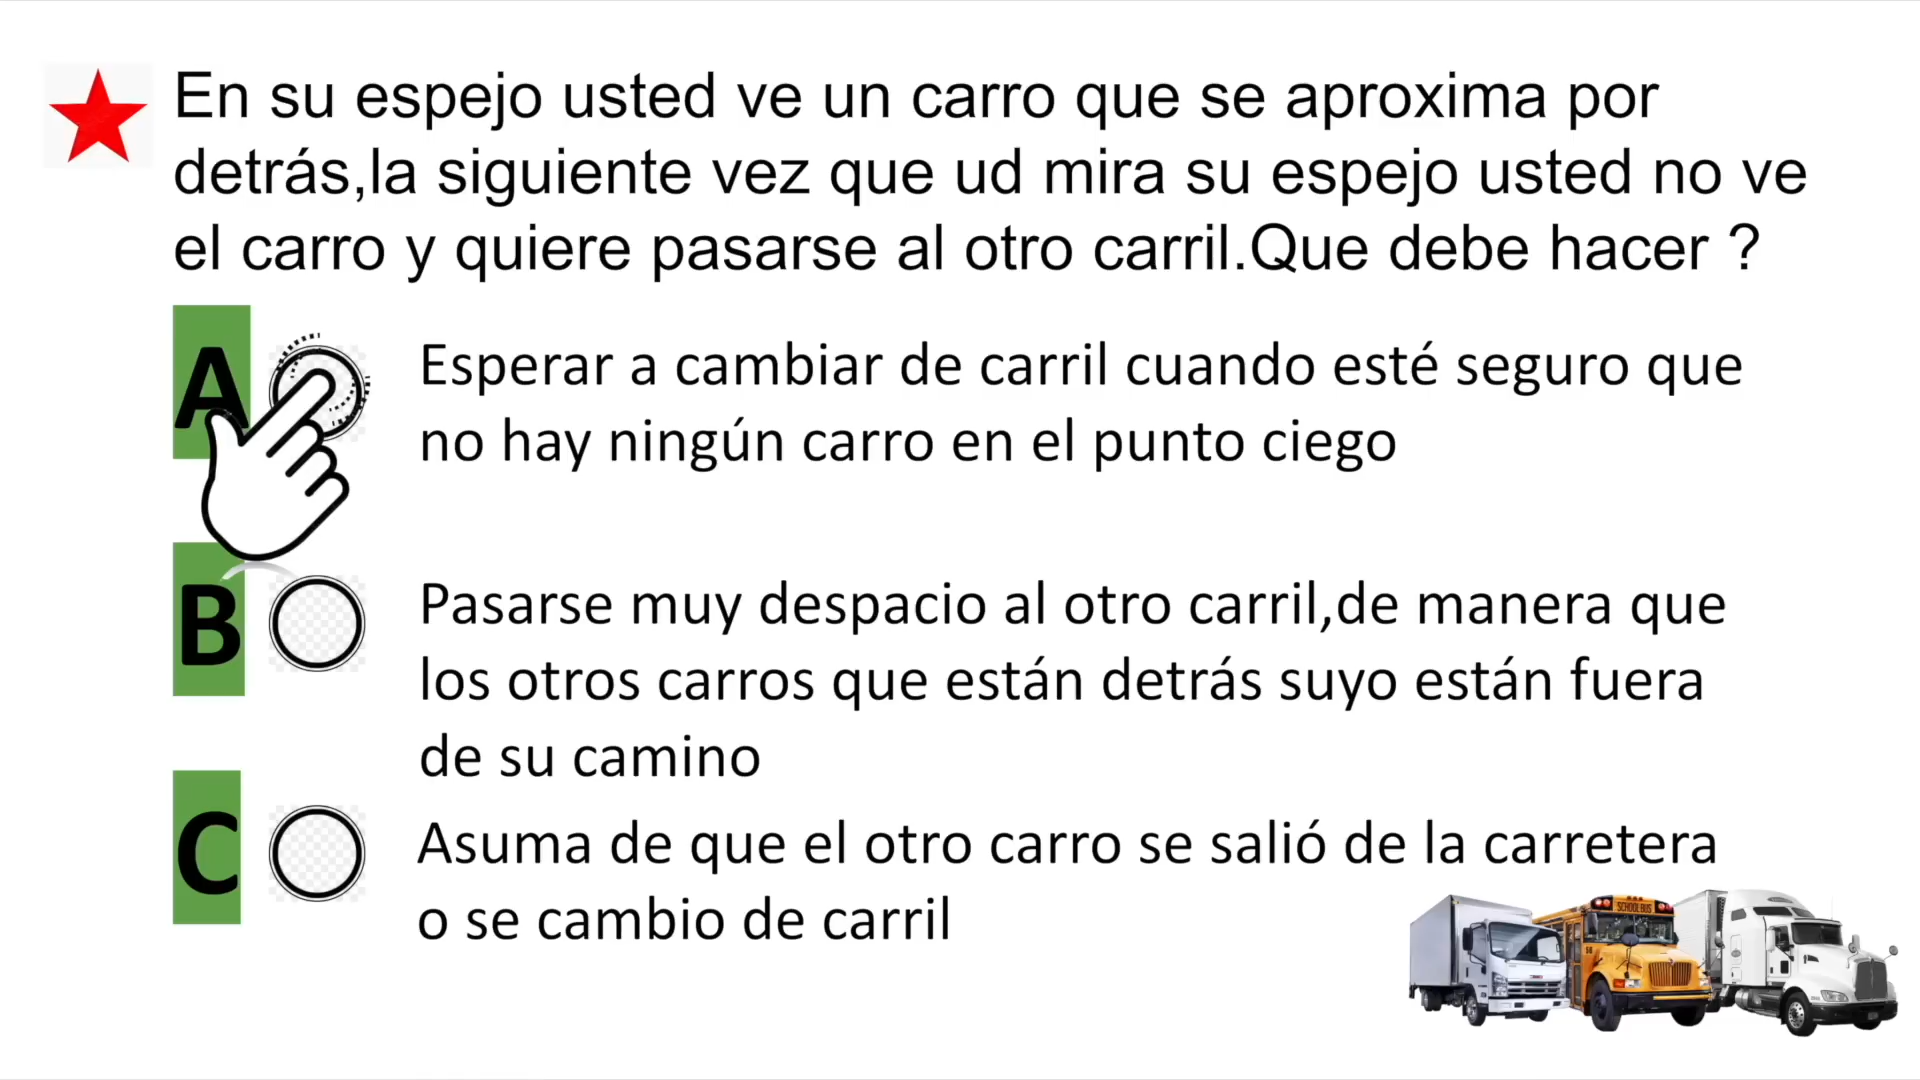 En su espejo usted ve un carro que se aproxima por
detrás,la siguiente vez que ud mira su espejo usted no ve
el carro y quiere pasarse al otro carril.Que debe hacer ?
A
Esperar a cambiar de carril cuando esté seguro que
no hay ningún carro en el punto ciego
B
Pasarse muy despacio al otro carril,de manera que
los otros carros que están detrás suyo están fuera
de su camino
C
Asuma de que el otro carro se salió de la carretera
o se cambio de carril
SCHOOL BUS